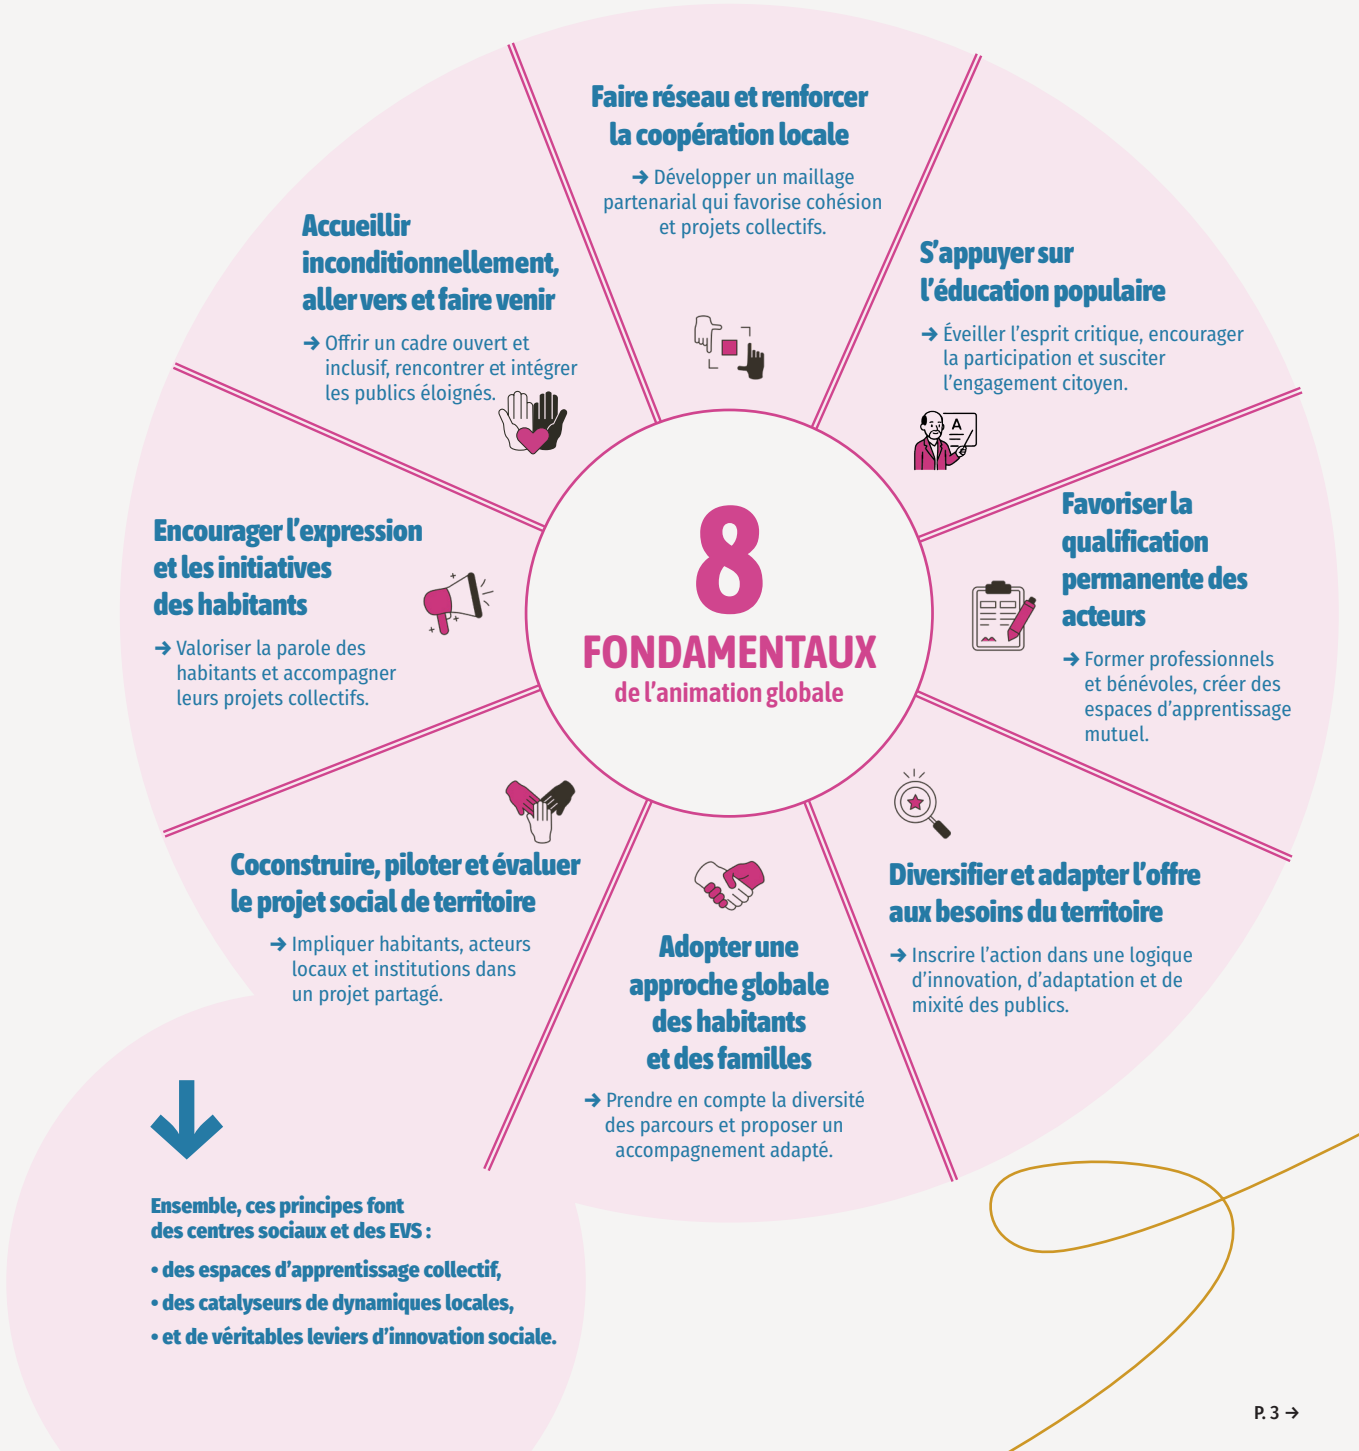 Faire réseau et renforcer
la coopération locale
→ Développer un maillage
partenarial qui favorise cohésion
et projets collectifs.
S’appuyer sur
l’éducation populaire
→ Éveiller l’esprit critique, encourager
la participation et susciter
l’engagement citoyen.
A
Favoriser la
qualification
permanente des
acteurs
→ Former professionnels
et bénévoles, créer des
espaces d’apprentissage
mutuel.
Diversifier et adapter l’offre
aux besoins du territoire
→ Inscrire l’action dans une logique
d’innovation, d’adaptation et de
mixité des publics.
Adopter une
approche globale
des habitants
et des familles
→ Prendre en compte la diversité
des parcours et proposer un
accompagnement adapté.
Coconstruire, piloter et évaluer
le projet social de territoire
→ Impliquer habitants, acteurs
locaux et institutions dans
un projet partagé.
Encourager l’expression
et les initiatives
des habitants
→ Valoriser la parole des
habitants et accompagner
leurs projets collectifs.
Accueillir
inconditionnellement,
aller vers et faire venir
→ Offrir un cadre ouvert et
inclusif, rencontrer et intégrer
les publics éloignés.
8
FONDAMENTAUX
de l’animation globale
Ensemble, ces principes font
des centres sociaux et des EVS :
• des espaces d’apprentissage collectif,
• des catalyseurs de dynamiques locales,
• et de véritables leviers d’innovation sociale.
P. 3 →